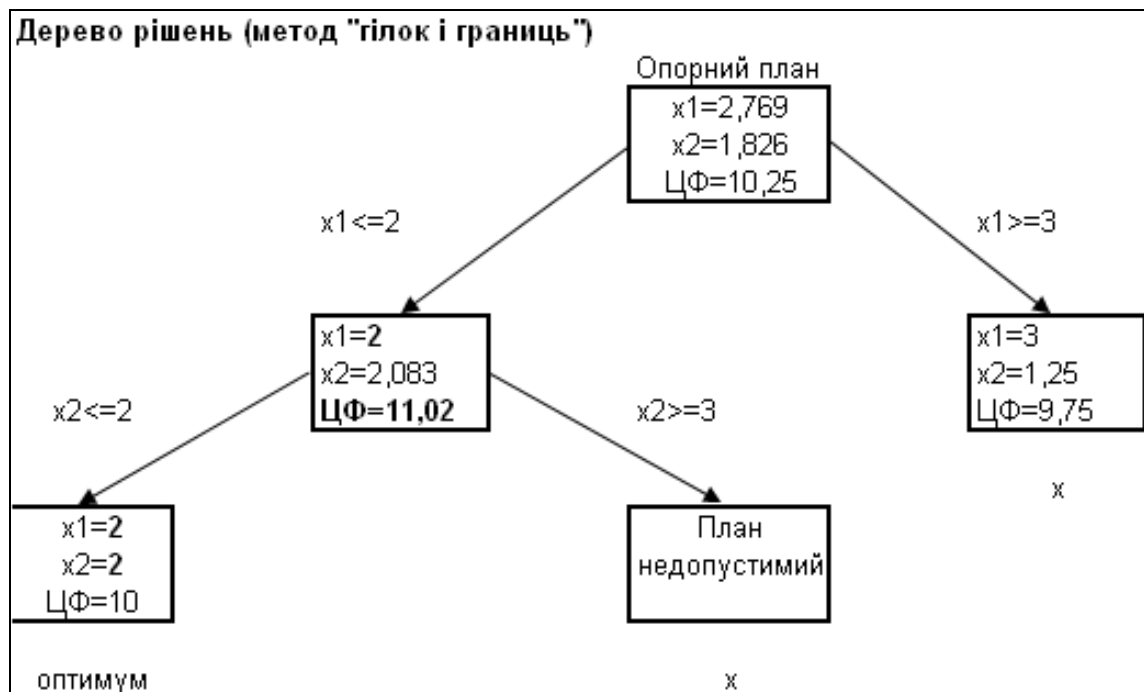 Дерево рішень (метод "гілок і границь")
Опорний план
x1=2,769
x2=1,826
ЦФ=10,25
x1<=2
x1>=3
x1=2
x2=2,083
ЦФ=11,02
x1=3
x2=1,25
ЦФ=9,75
x2<=2
x2>=3
x
x1=2
x2=2
ЦФ=10
План
недопустимий
оптимум
x